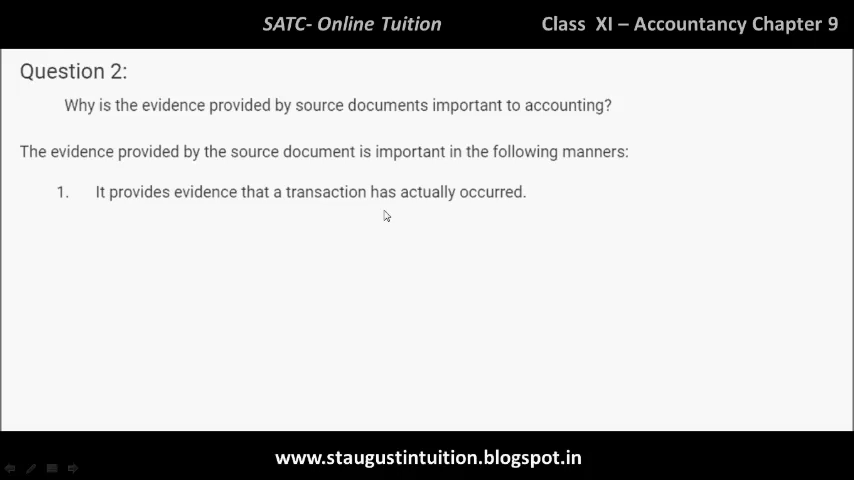 SATC- Online Tuition
Class XI – Accountancy Chapter 9
Question 2:
Why is the evidence provided by source documents important to accounting?
The evidence provided by the source document is important in the following manners:
1. It provides evidence that a transaction has actually occurred.
www.staugustintuition.blogspot.in